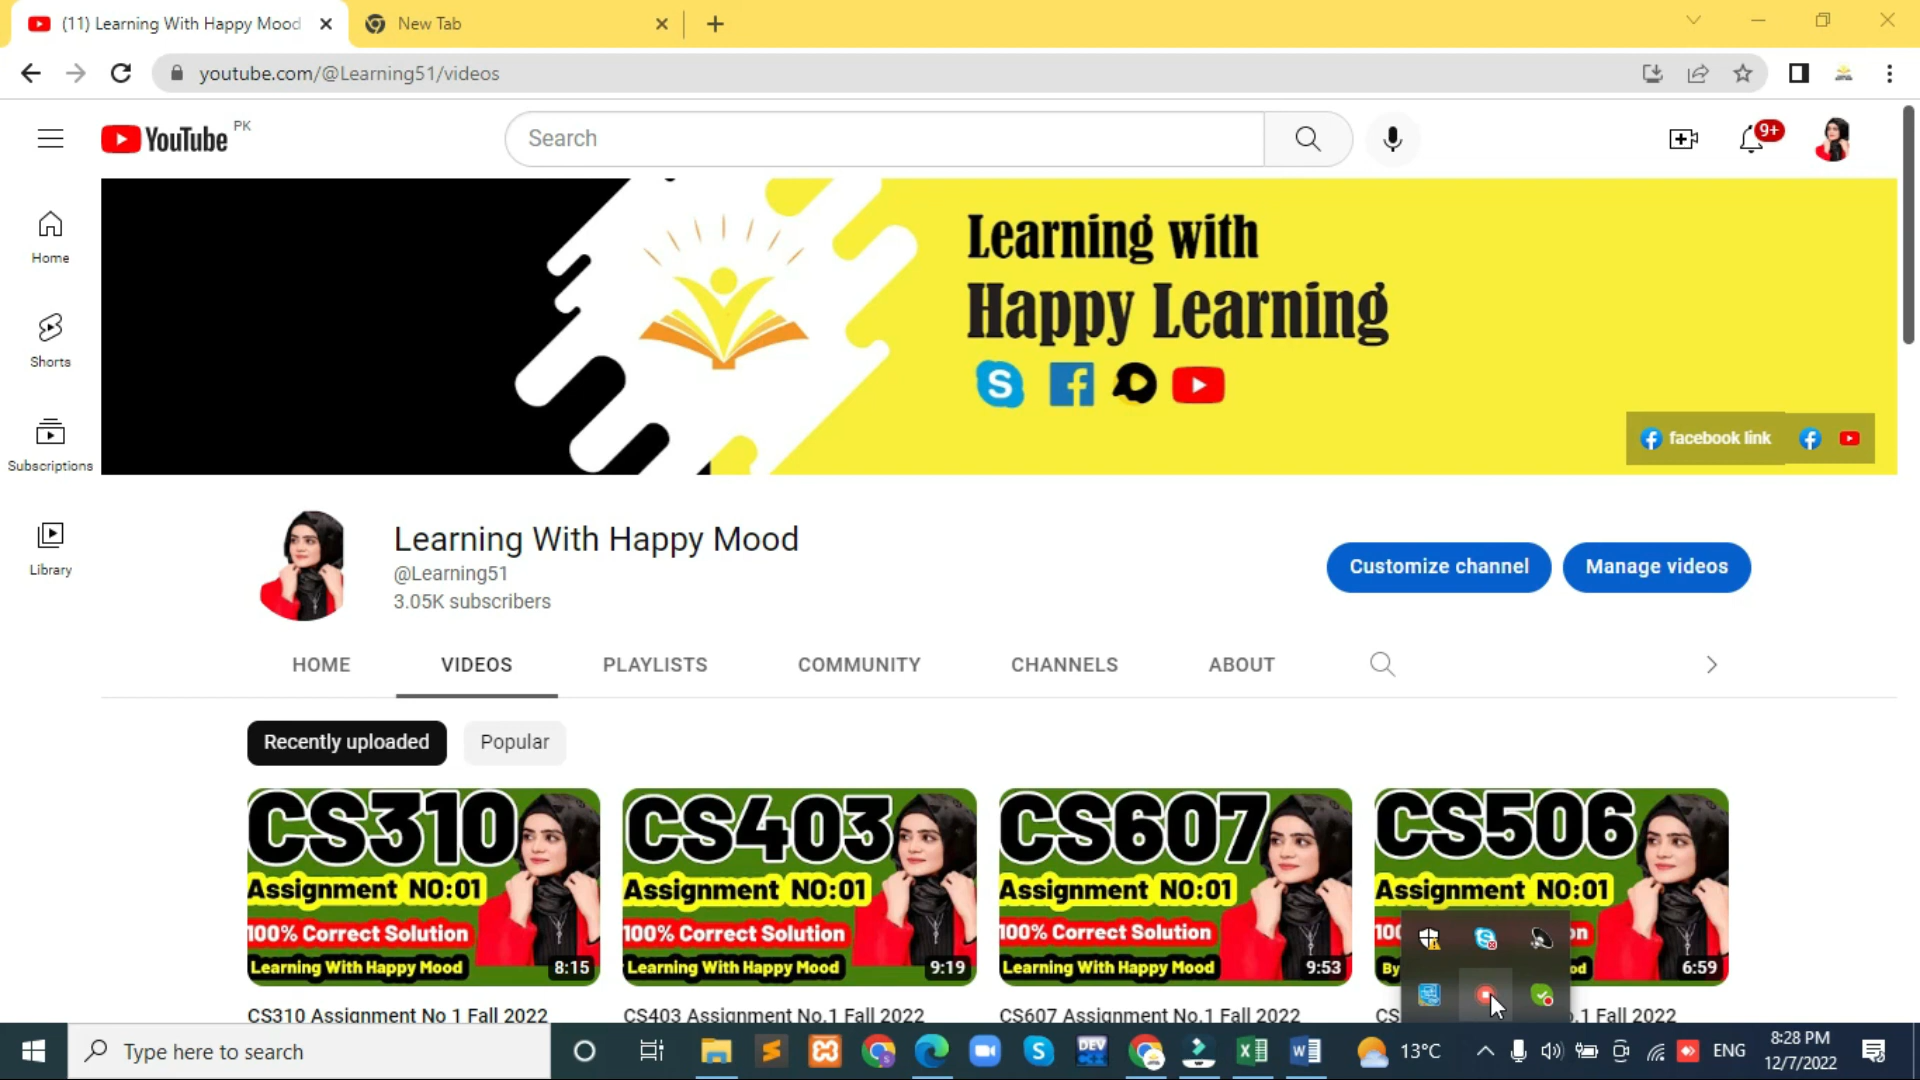 (11) Learning With Happy Mood
New Tab
youtube.com/@Learning51/videos
YouTube PK
Search
9+
Home
Shorts
Subscriptions
Library
Learning with
Happy Learning
facebook link
Learning With Happy Mood
@Learning51
3.05K subscribers
Customize channel
Manage videos
HOME
VIDEOS
PLAYLISTS
COMMUNITY
CHANNELS
ABOUT
Recently uploaded
Popular
CS310
Assignment NO:01
100% Correct Solution
Learning With Happy Mood
8:15
CS403
Assignment NO:01
100% Correct Solution
Learning With Happy Mood
9:19
CS607
Assignment NO:01
100% Correct Solution
Learning With Happy Mood
9:53
CS506
Assignment NO:01
6:59
CS310 Assignment No 1 Fall 2022
CS403 Assignment No.1 Fall 2022
CS607 Assignment No.1 Fall 2022
CS .1 Fall 2022
Type here to search
DEV
13°C
ENG
8:28 PM
12/7/2022